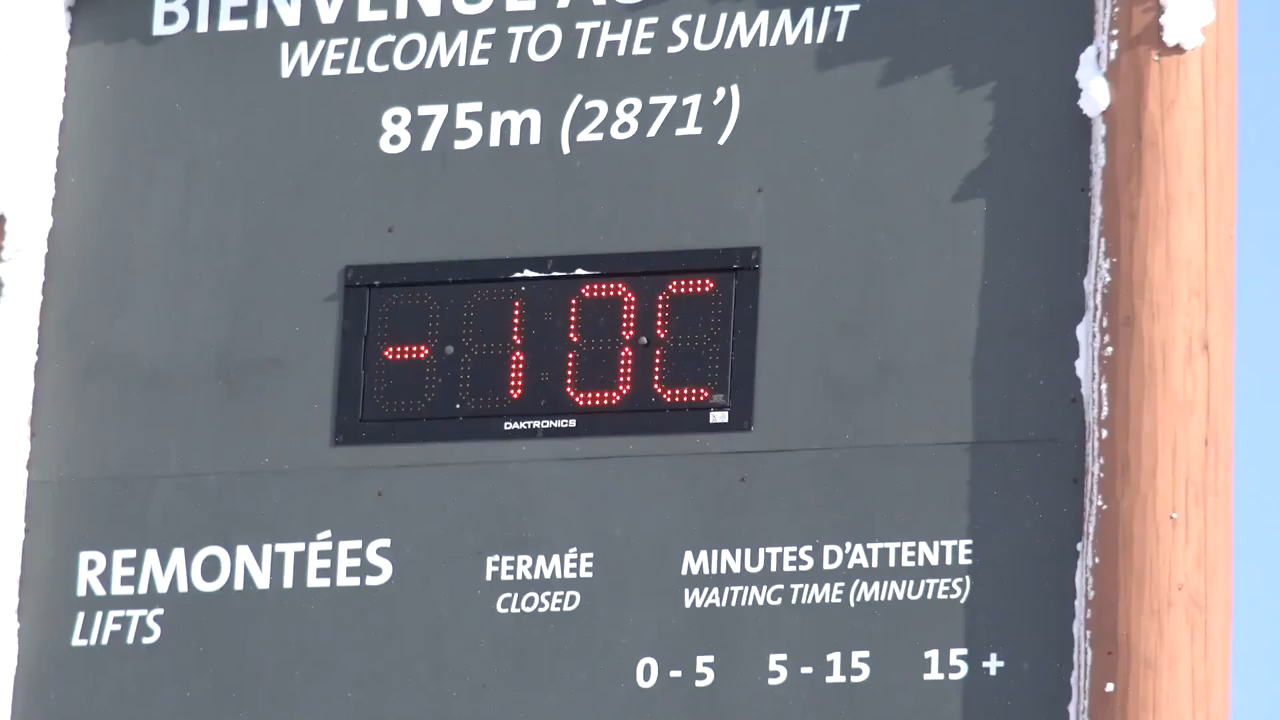 BIENVENUE
WELCOME TO THE SUMMIT
875m (2871’)
-10C
DAKTRONICS
REMONTÉES
LIFTS
FERMÉE
CLOSED
MINUTES D’ATTENTE
WAITING TIME (MINUTES)
0 - 5 5 - 15 15 +